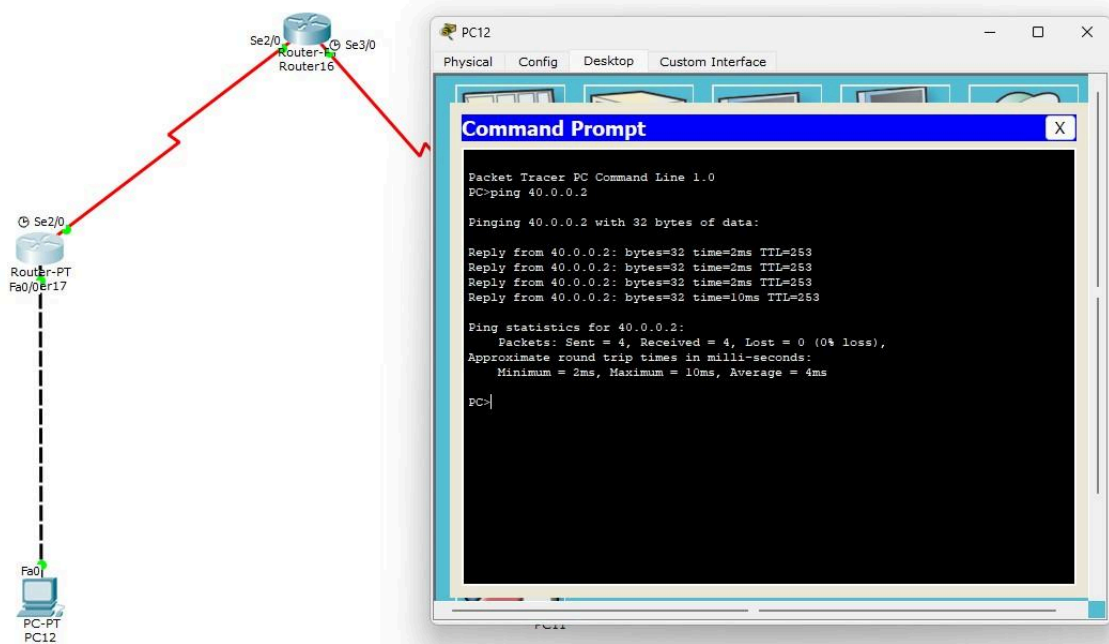 Se2/0
Se3/0
Router16
Se2/0
Router-PT
Fa0/0
Fa0
PC-PT
PC12
PC12
Physical Config Desktop Custom Interface
Command Prompt
X
Packet Tracer PC Command Line 1.0
PC>ping 40.0.0.2
Pinging 40.0.0.2 with 32 bytes of data:
Reply from 40.0.0.2: bytes=32 time=2ms TTL=253
Reply from 40.0.0.2: bytes=32 time=2ms TTL=253
Reply from 40.0.0.2: bytes=32 time=2ms TTL=253
Reply from 40.0.0.2: bytes=32 time=10ms TTL=253
Ping statistics for 40.0.0.2:
Packets: Sent = 4, Received = 4, Lost = 0 (0% loss),
Approximate round trip times in milli-seconds:
Minimum = 2ms, Maximum = 10ms, Average = 4ms
PC>